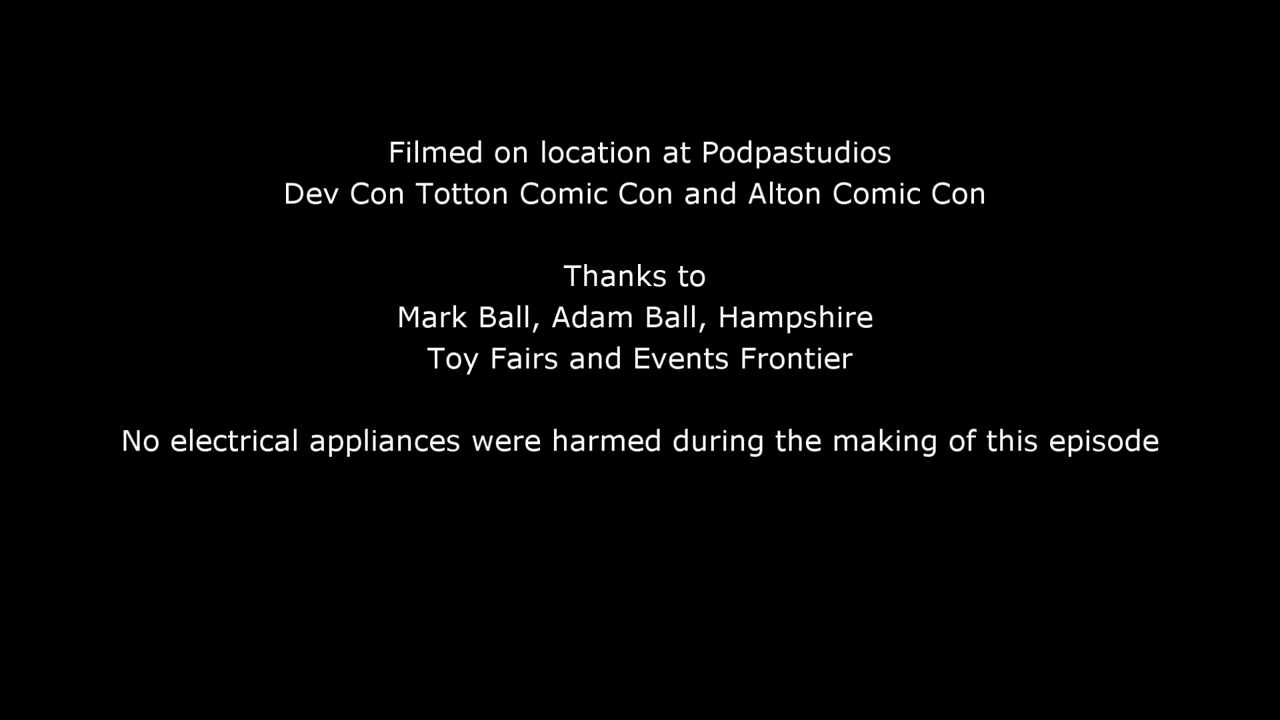 Filmed on location at Podpastudios
Dev Con Totton Comic Con and Alton Comic Con
Thanks to
Mark Ball, Adam Ball, Hampshire
Toy Fairs and Events Frontier
No electrical appliances were harmed during the making of this episode